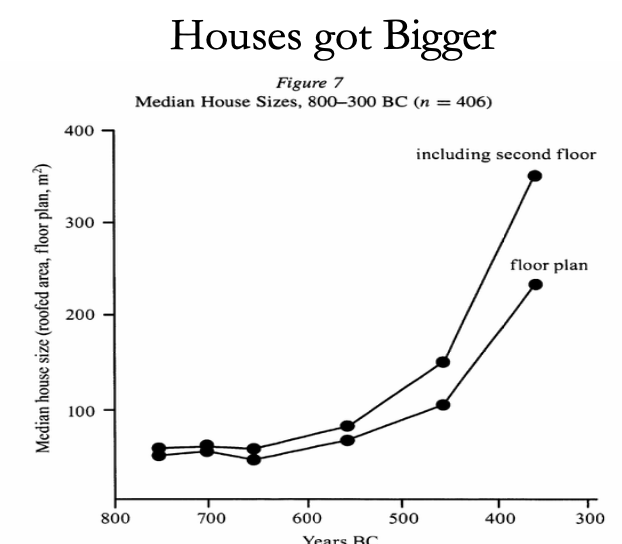 Houses got Bigger
Figure 7
Median House Sizes, 800–300 BC (n = 406)
Median house size (roofed area, floor plan, m²)
400
300
200
100
including second floor
floor plan
800 700 600 500 400 300
Years BC